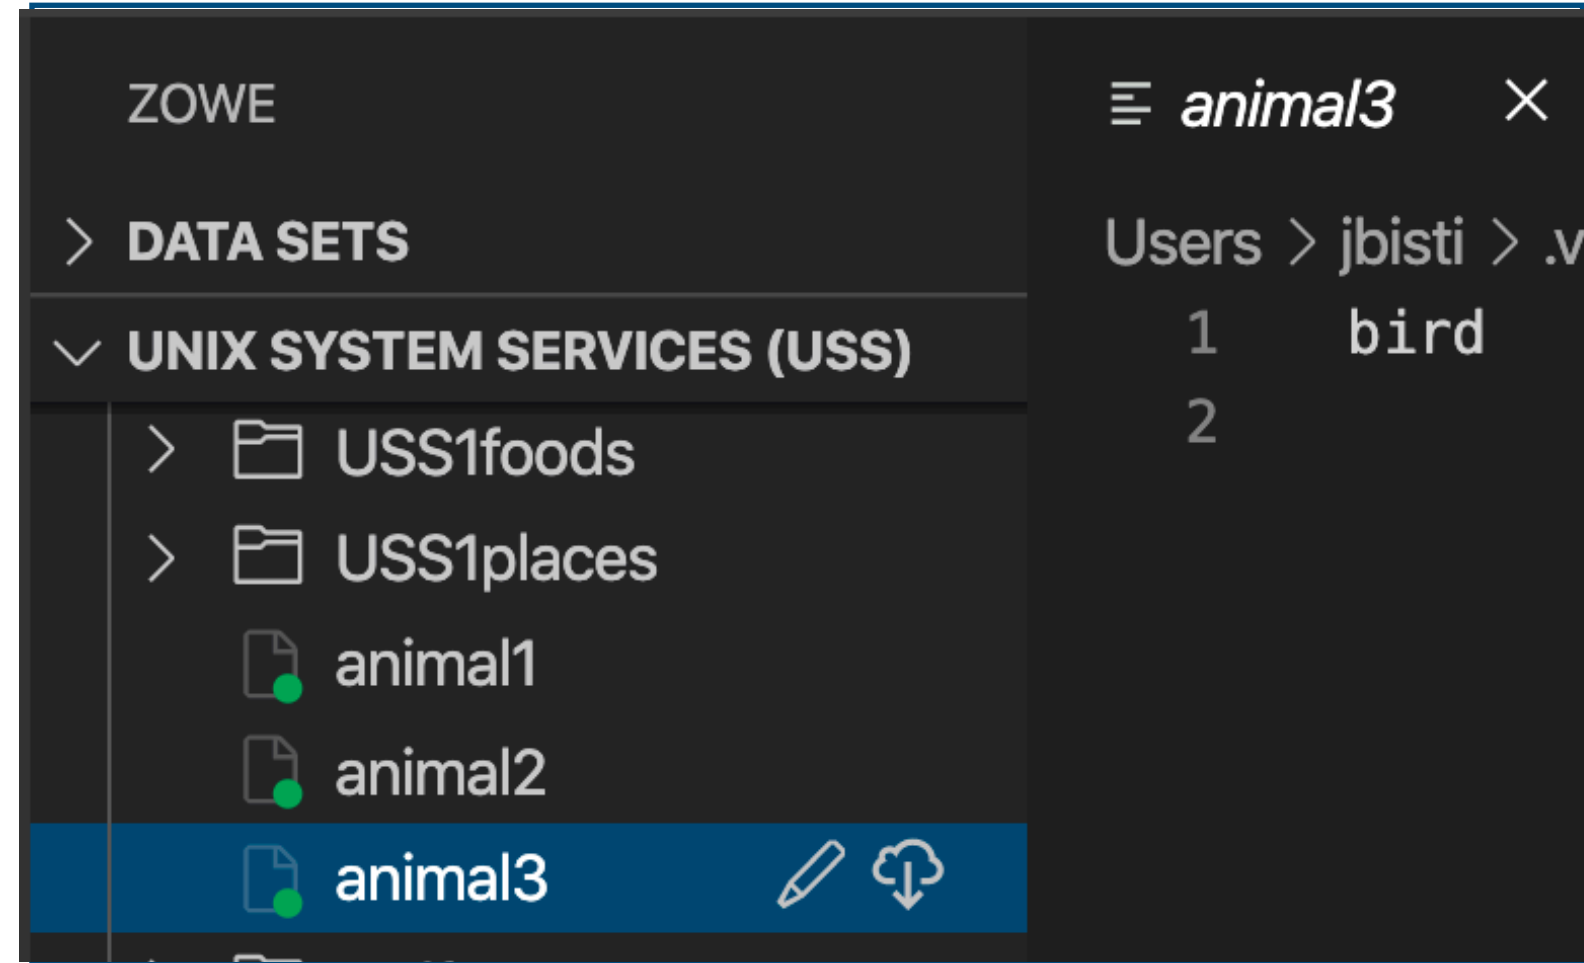 ZOWE
DATA SETS
UNIX SYSTEM SERVICES (USS)
USS1foods
USS1places
animal1
animal2
animal3
animal3
Users > jbisti > .v
1 bird
2